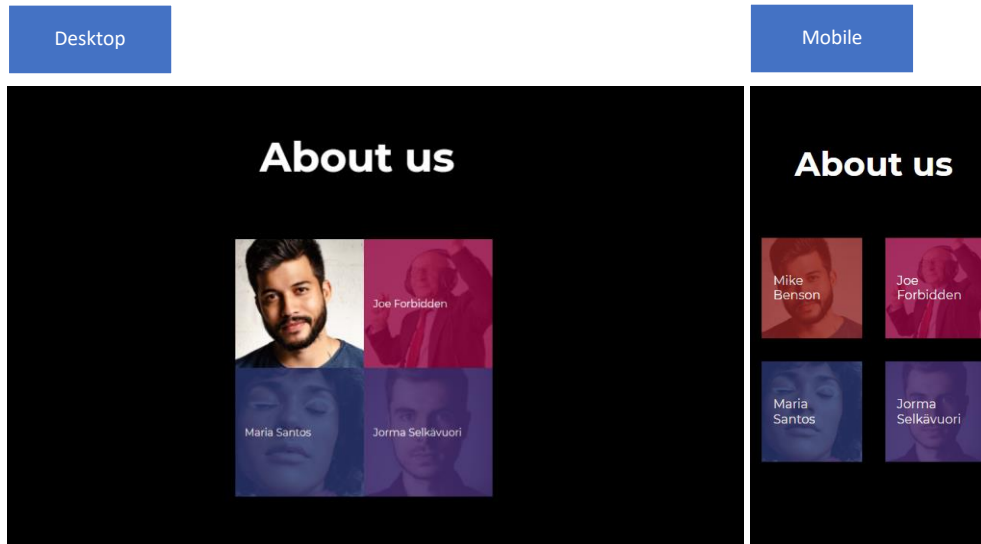 Desktop
Mobile
About us
Joe Forbidden
Maria Santos
Jorma Selkävuori
About us
Mike
Benson
Joe
Forbidden
Maria
Santos
Jorma
Selkävuori